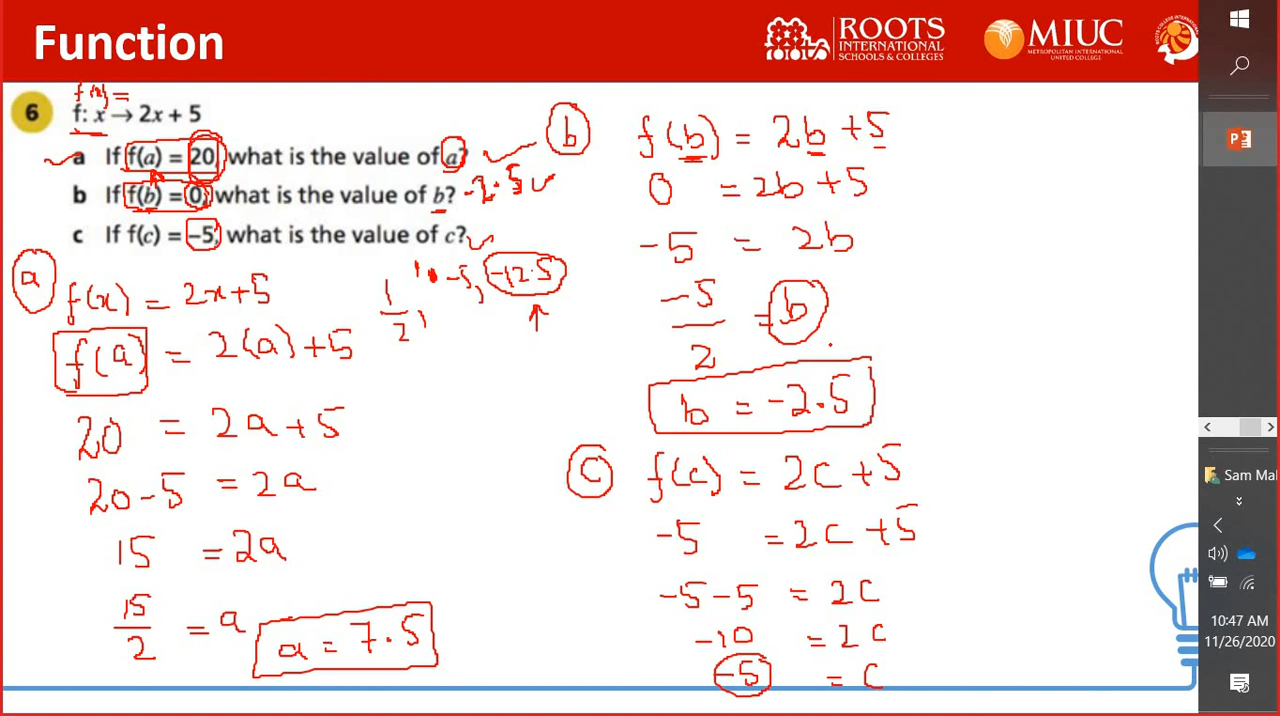 Function
ROOTS
INTERNATIONAL
SCHOOLS & COLLEGES
MIUC
METROPOLITAN INTERNATIONAL
UNITED COLLEGE
f(x) =
6 f: x → 2x + 5
a If f(a) = 20, what is the value of a?
b If f(b) = 0, what is the value of b? -2.5
c If f(c) = -5, what is the value of c?
1/2, -5, -12.5
a
f(x) = 2x+5
f(a) = 2(a)+5
20 = 2a+5
20-5 = 2a
15 = 2a
15/2 = a
a = 7.5
b
f(b) = 2b+5
0 = 2b+5
-5 = 2b
-5/2 = b
b = -2.5
c
f(c) = 2c+5
-5 = 2c+5
-5-5 = 2c
-10 = 2c
-5 = c
Sam Mal
10:47 AM
11/26/2020